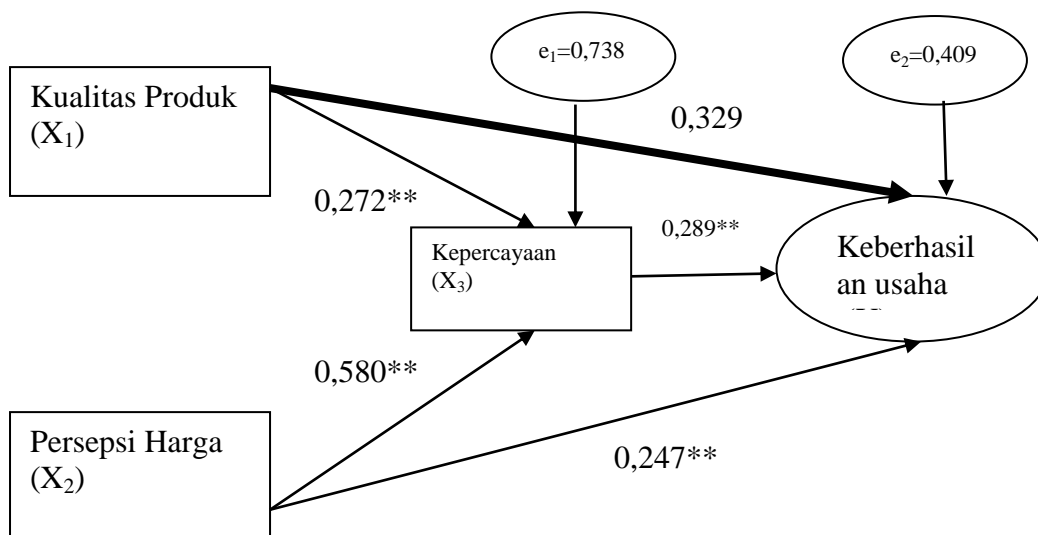 e₁=0,738
e₂=0,409
Kualitas Produk
(X₁)
0,329
0,272**
Kepercayaan
(X₃)
0,289**
Keberhasil
an usaha
0,580**
Persepsi Harga
(X₂)
0,247**